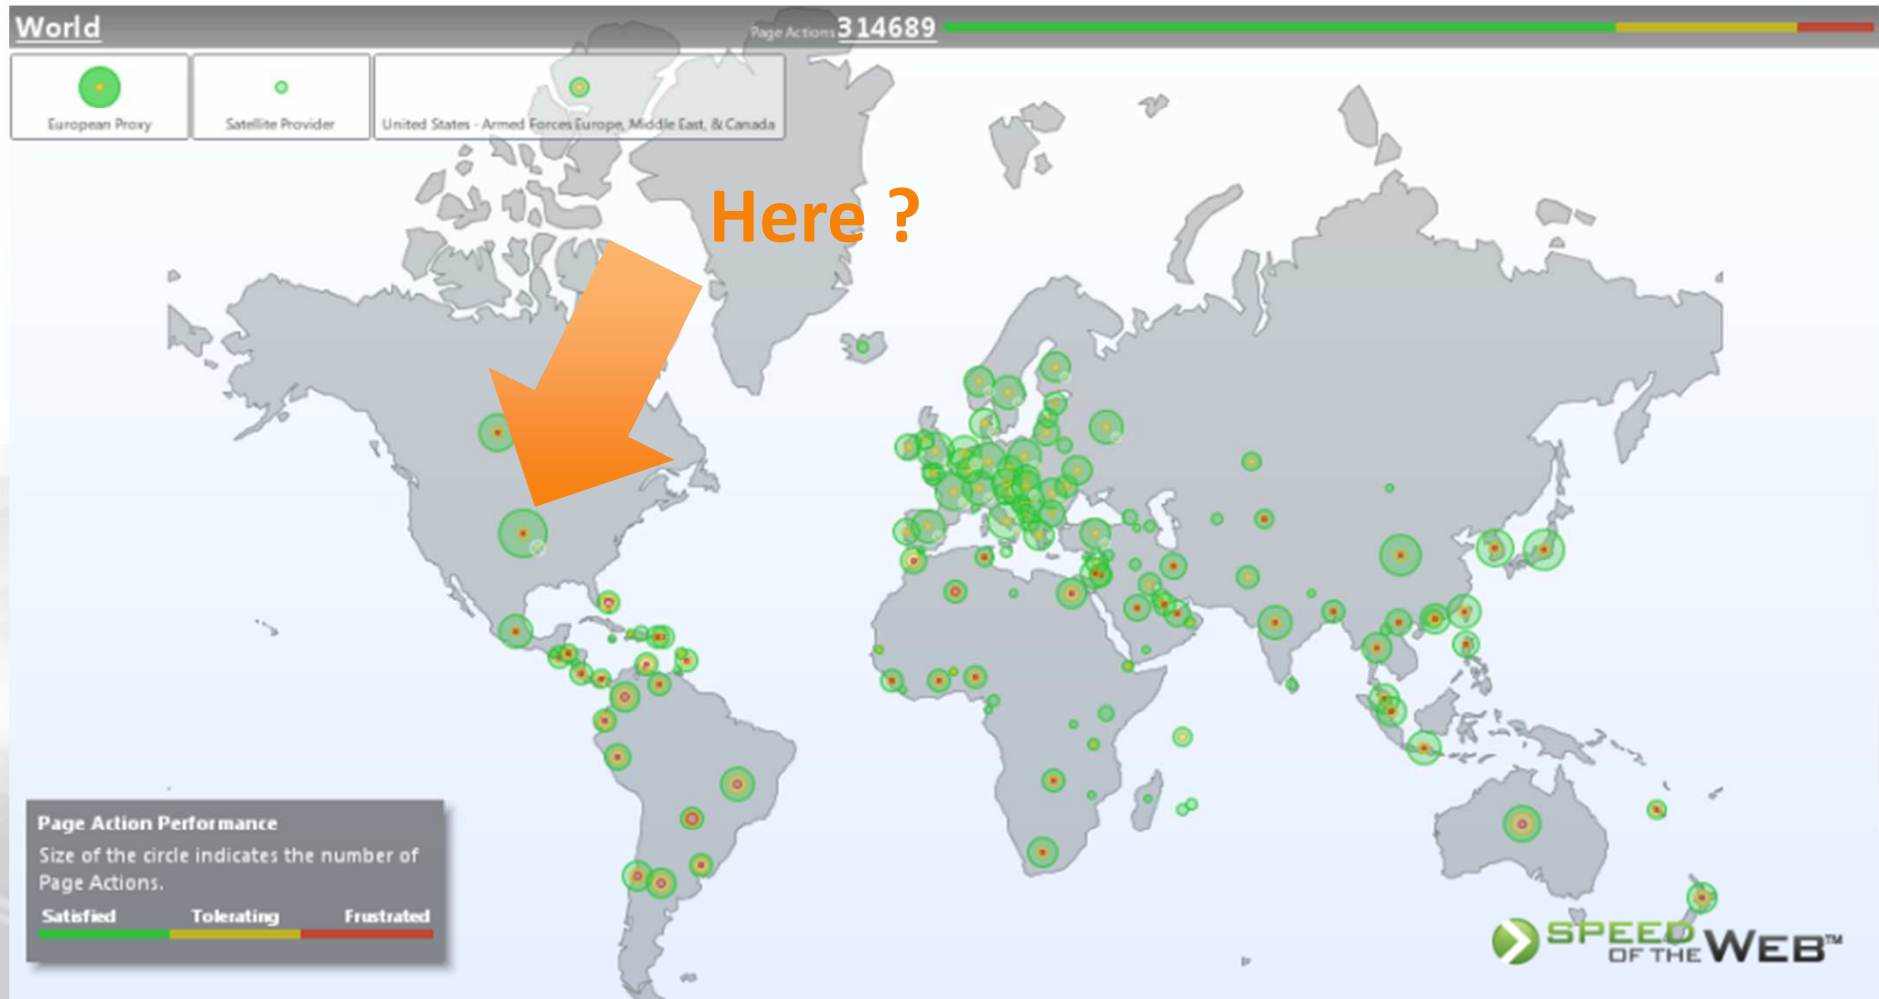 World
Page Actions 314689
European Proxy
Satellite Provider
United States - Armed Forces Europe, Middle East, & Canada
Here ?
Page Action Performance
Size of the circle indicates the number of
Page Actions.
Satisfied Tolerating Frustrated
SPEED
OF THE WEB™